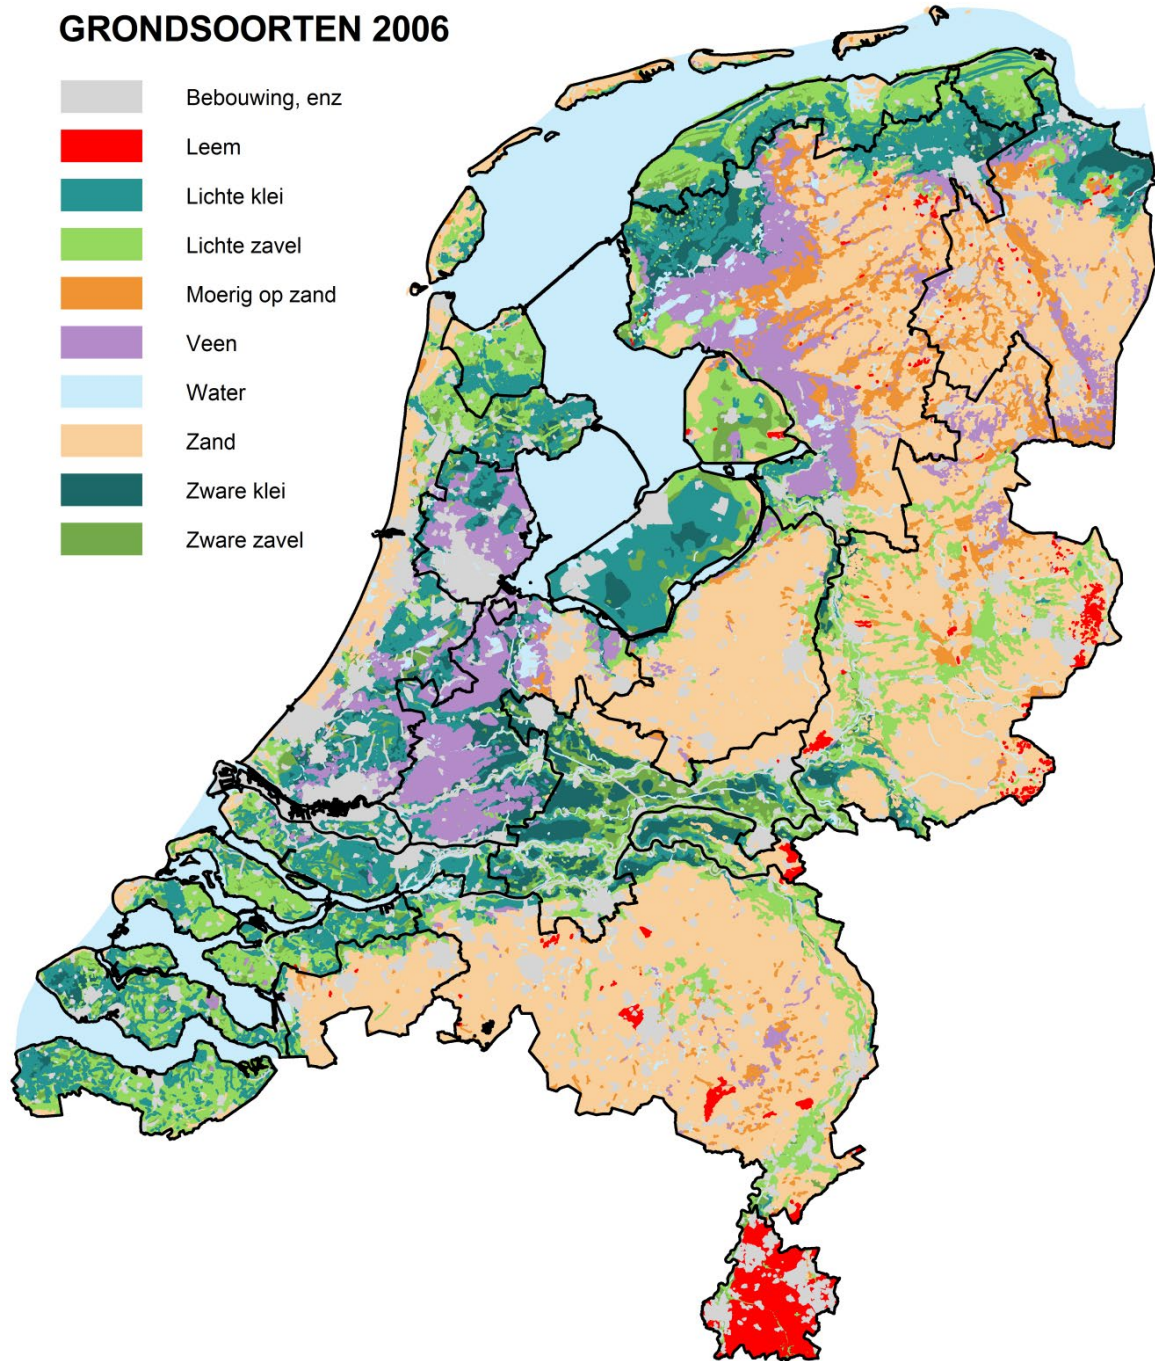 GRONDSOORTEN 2006
Bebouwing, enz
Leem
Lichte klei
Lichte zavel
Moerig op zand
Veen
Water
Zand
Zware klei
Zware zavel